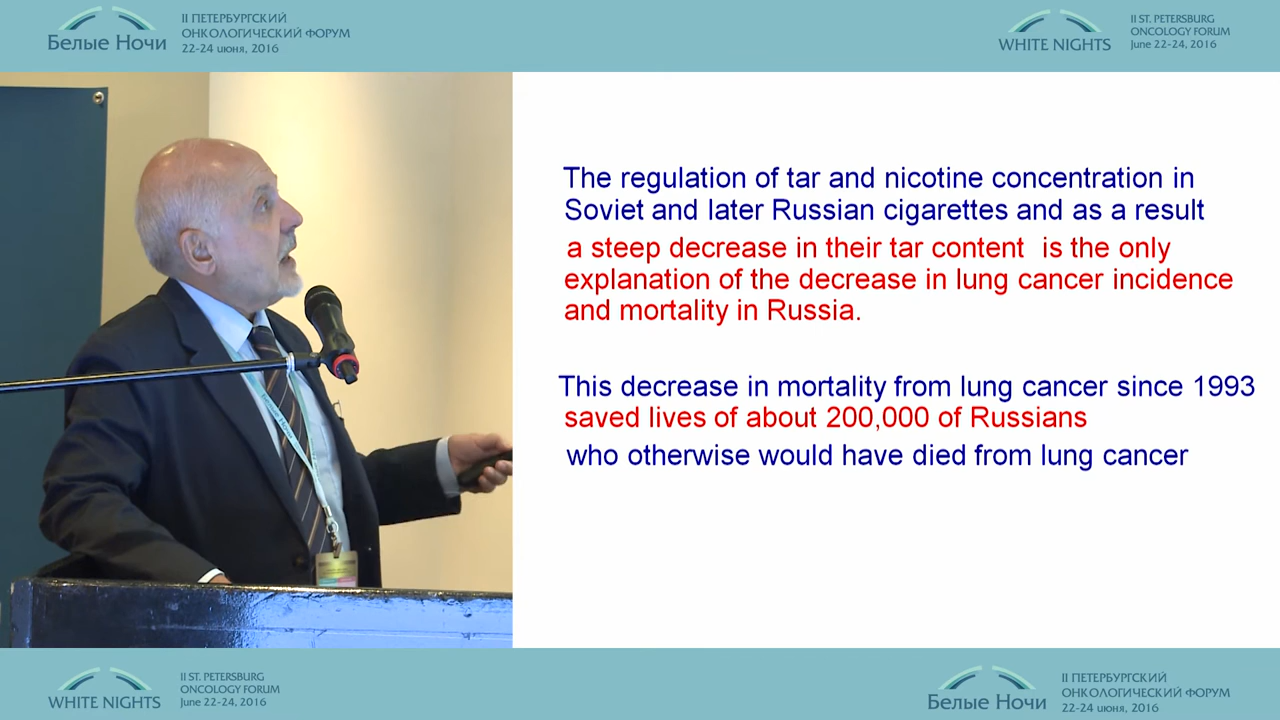 Белые Ночи
II ПЕТЕРБУРГСКИЙ
ОНКОЛОГИЧЕСКИЙ ФОРУМ
22-24 июня, 2016
WHITE NIGHTS
II ST. PETERSBURG
ONCOLOGY FORUM
June 22-24, 2016
The regulation of tar and nicotine concentration in
Soviet and later Russian cigarettes and as a result
a steep decrease in their tar content is the only
explanation of the decrease in lung cancer incidence
and mortality in Russia.
This decrease in mortality from lung cancer since 1993
saved lives of about 200,000 of Russians
who otherwise would have died from lung cancer
WHITE NIGHTS
II ST. PETERSBURG
ONCOLOGY FORUM
June 22-24, 2016
Белые Ночи
II ПЕТЕРБУРГСКИЙ
ОНКОЛОГИЧЕСКИЙ ФОРУМ
22-24 июня, 2016